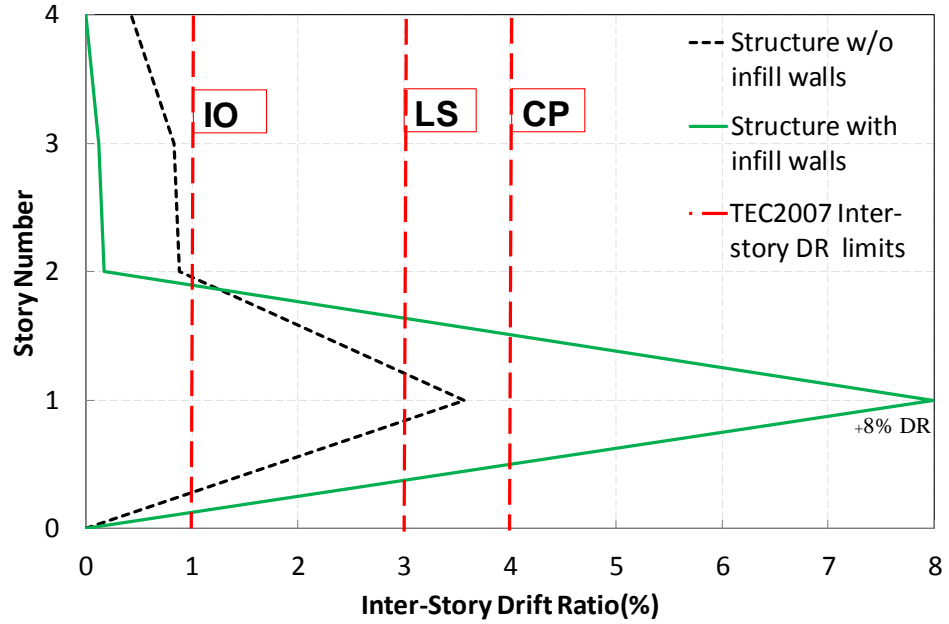 4
3
2
1
0
Story Number
IO
LS
CP
Structure w/o
infill walls
Structure with
infill walls
TEC2007 Inter-
story DR limits
+8% DR
0 1 2 3 4 5 6 7 8
Inter-Story Drift Ratio(%)